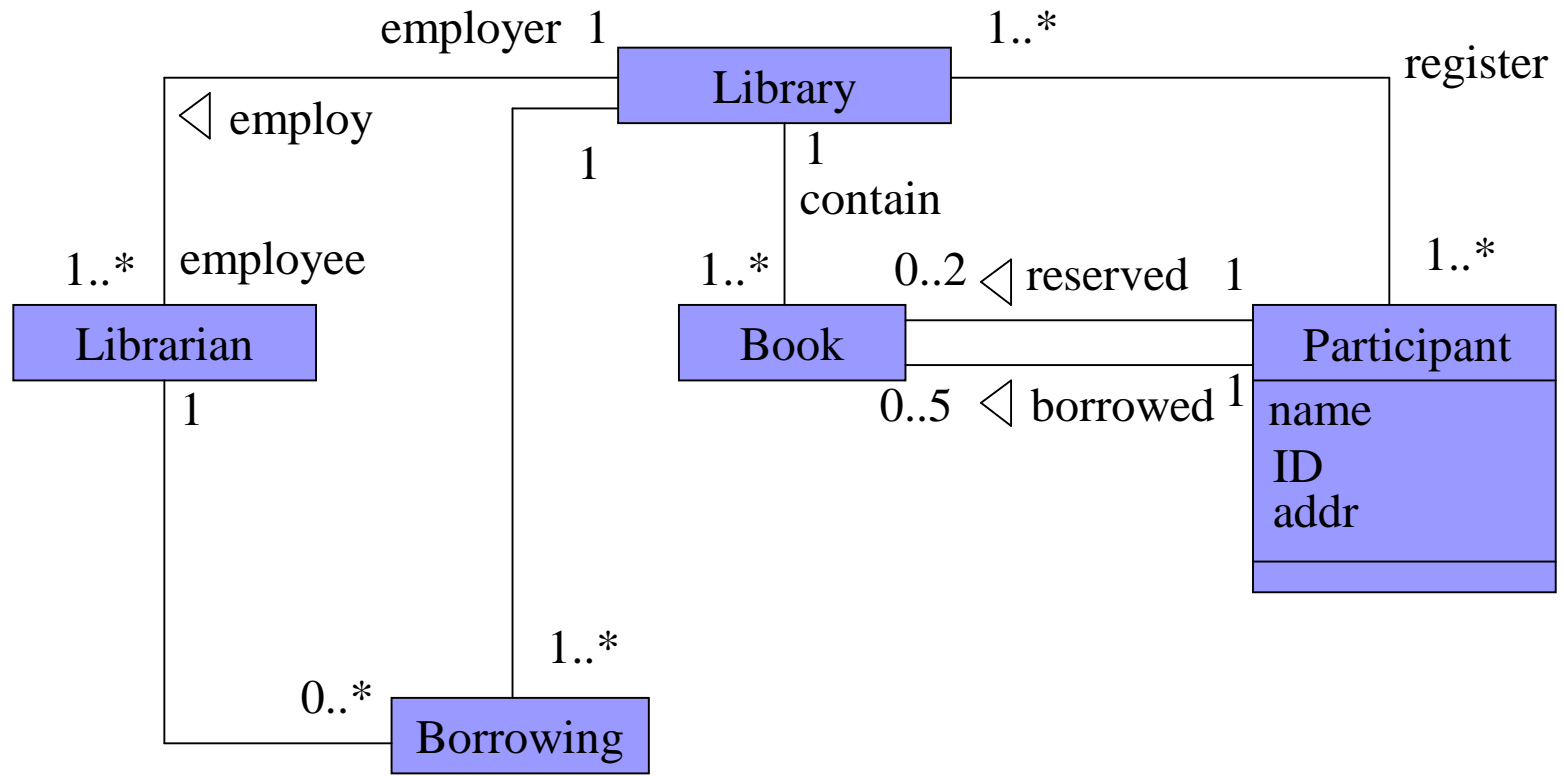 employer 1
1..*
Library
register
employ
1
1
contain
1..*
employee
1..*
0..2
reserved
1
1..*
Librarian
Book
Participant
1
0..5
borrowed
1
name
ID
addr
1..*
0..*
Borrowing